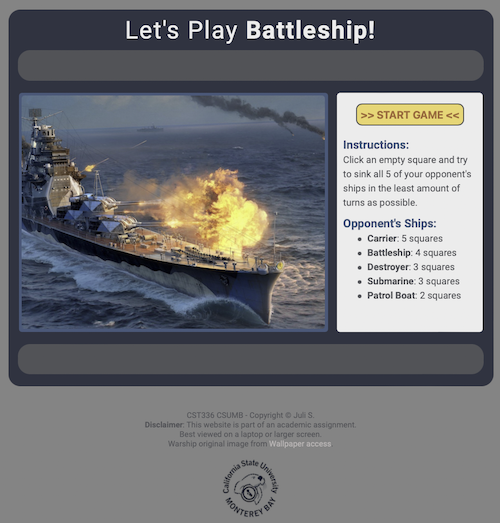 Let's Play Battleship!
>> START GAME <<
Instructions:
Click an empty square and try
to sink all 5 of your opponent's
ships in the least amount of
turns as possible.
Opponent's Ships:
Carrier: 5 squares
Battleship: 4 squares
Destroyer: 3 squares
Submarine: 3 squares
Patrol Boat: 2 squares
CST336 CSUMB - Copyright © Juli S.
Disclaimer: This website is part of an academic assignment.
Best viewed on a laptop or larger screen.
Warship original image from Wallpaper access.
California State University
MONTEREY BAY